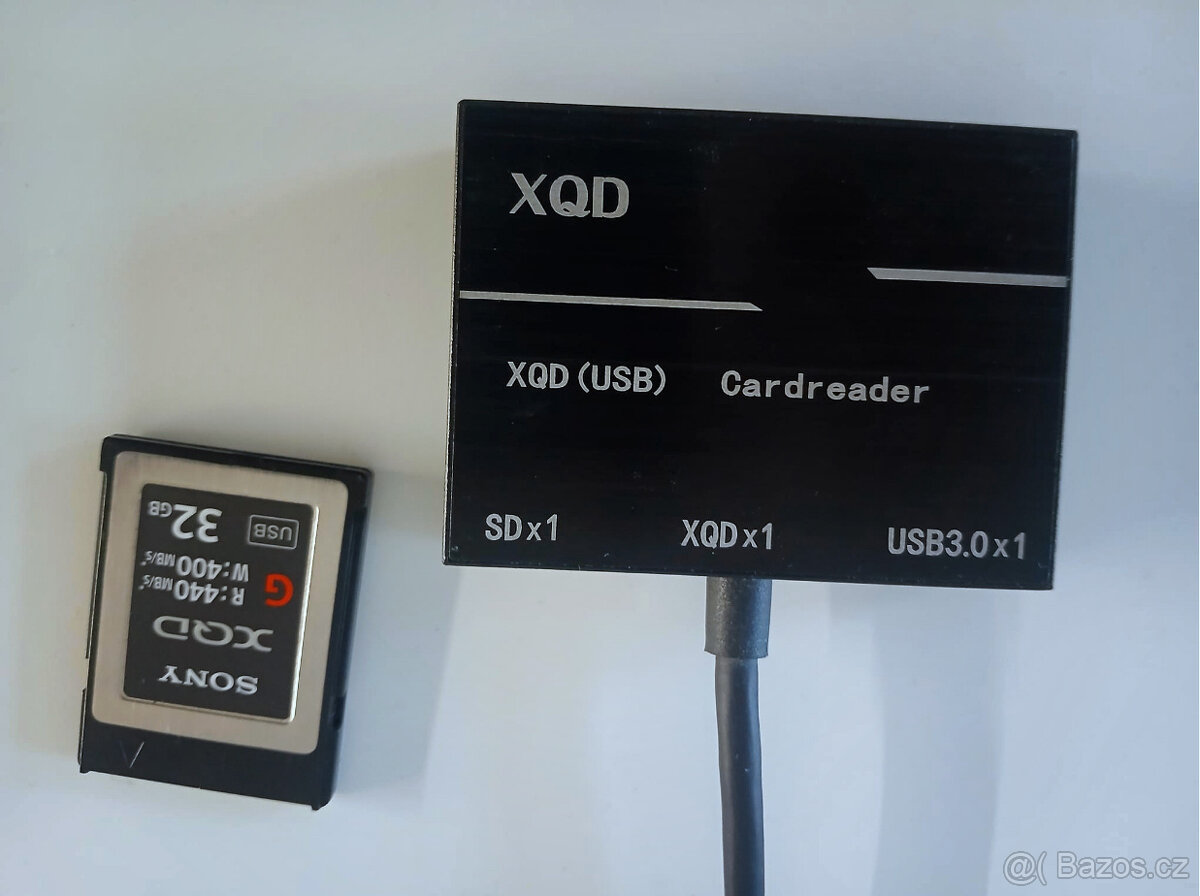 XQD
XQD(USB) Cardreader
SDx1 XQDx1 USB3.0x1
SONY
XQD
G R:440MB/s*
W:400MB/s*
USB 32GB
@( Bazos.cz